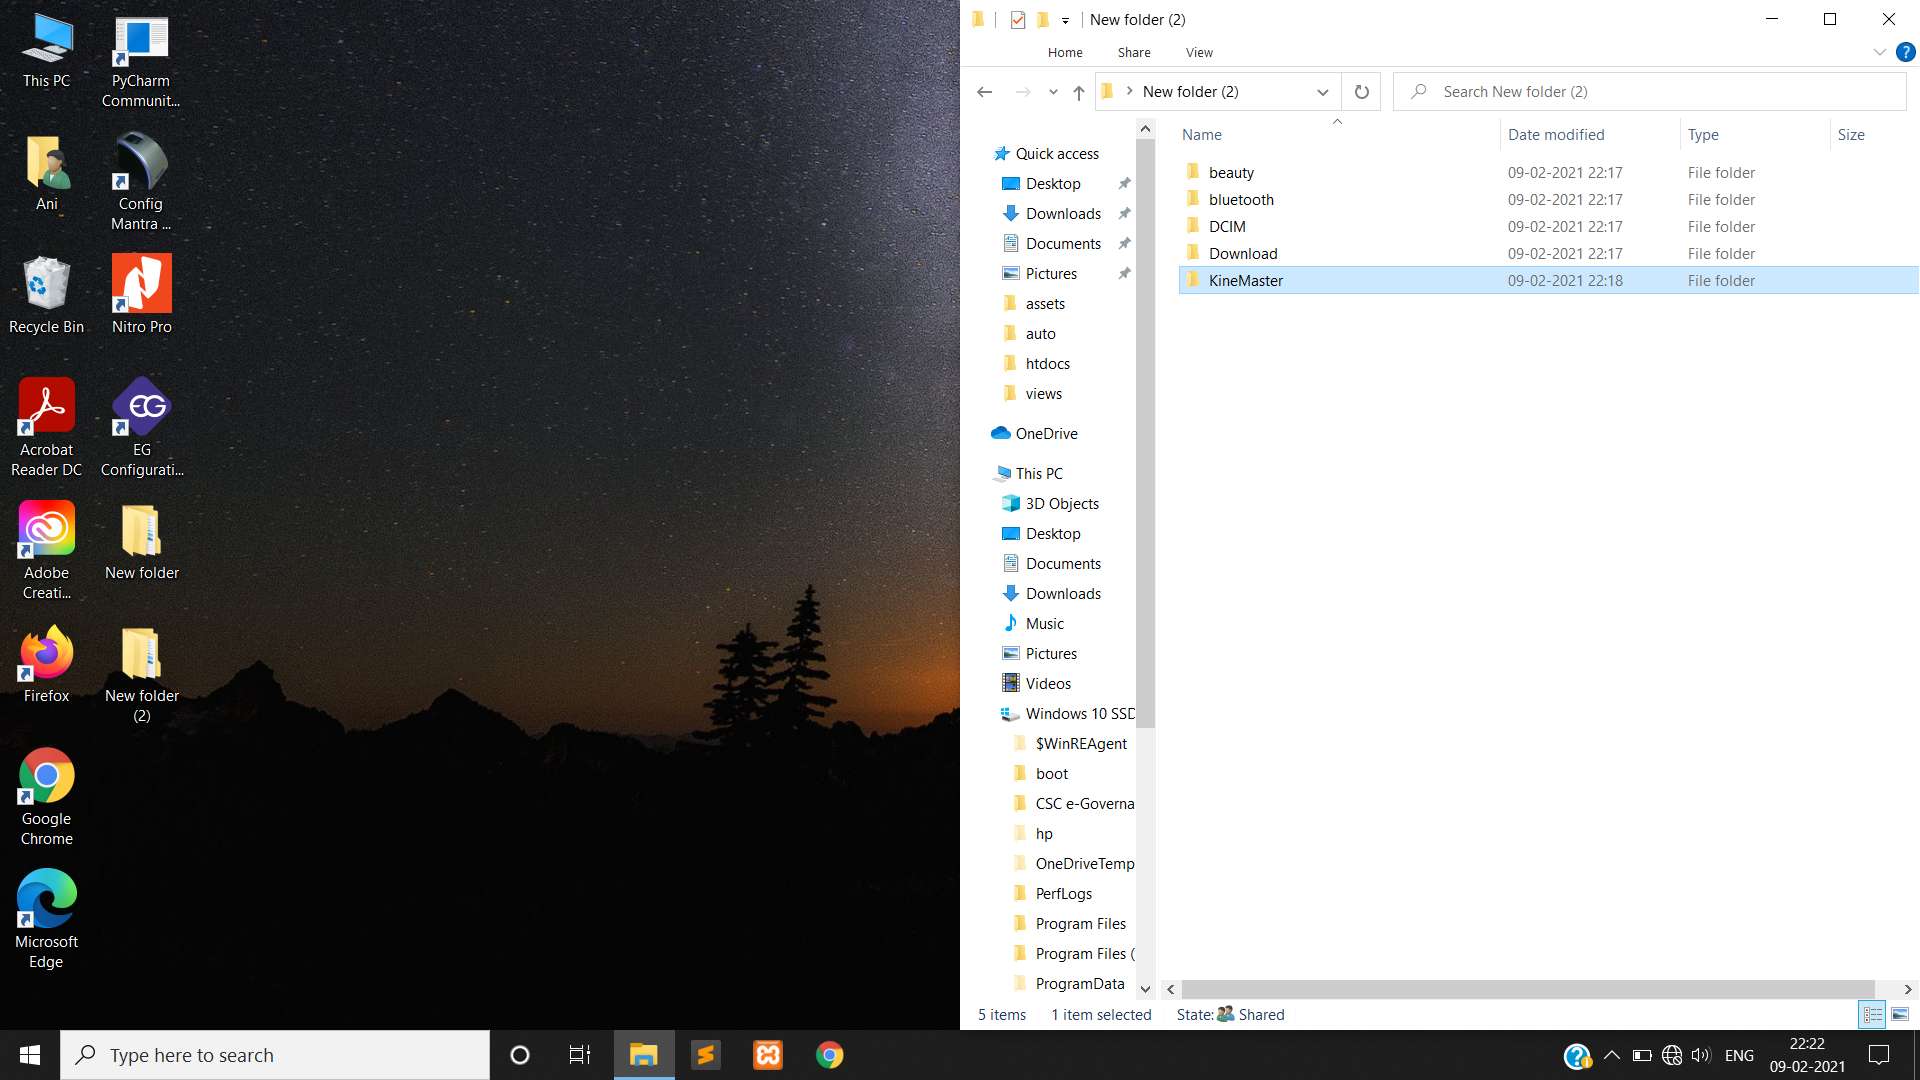 This PC
PyCharm
Communit...
Ani
Config
Mantra ...
Recycle Bin
Nitro Pro
Acrobat
Reader DC
EG
EG
Configurati...
Adobe
Creati...
New folder
Firefox
New folder
(2)
Google
Chrome
Microsoft
Edge
New folder (2)
Home
Share
View
?
New folder (2)
Search New folder (2)
Name
Date modified
Type
Size
Quick access
Desktop
Downloads
Documents
Pictures
assets
auto
htdocs
views
OneDrive
This PC
3D Objects
Desktop
Documents
Downloads
Music
Pictures
Videos
Windows 10 SSD
$WinREAgent
boot
CSC e-Governa
hp
OneDriveTemp
PerfLogs
Program Files
Program Files (
ProgramData
beauty 09-02-2021 22:17 File folder
bluetooth 09-02-2021 22:17 File folder
DCIM 09-02-2021 22:17 File folder
Download 09-02-2021 22:17 File folder
KineMaster 09-02-2021 22:18 File folder
5 items
1 item selected
State: Shared
Type here to search
ENG
22:22
09-02-2021